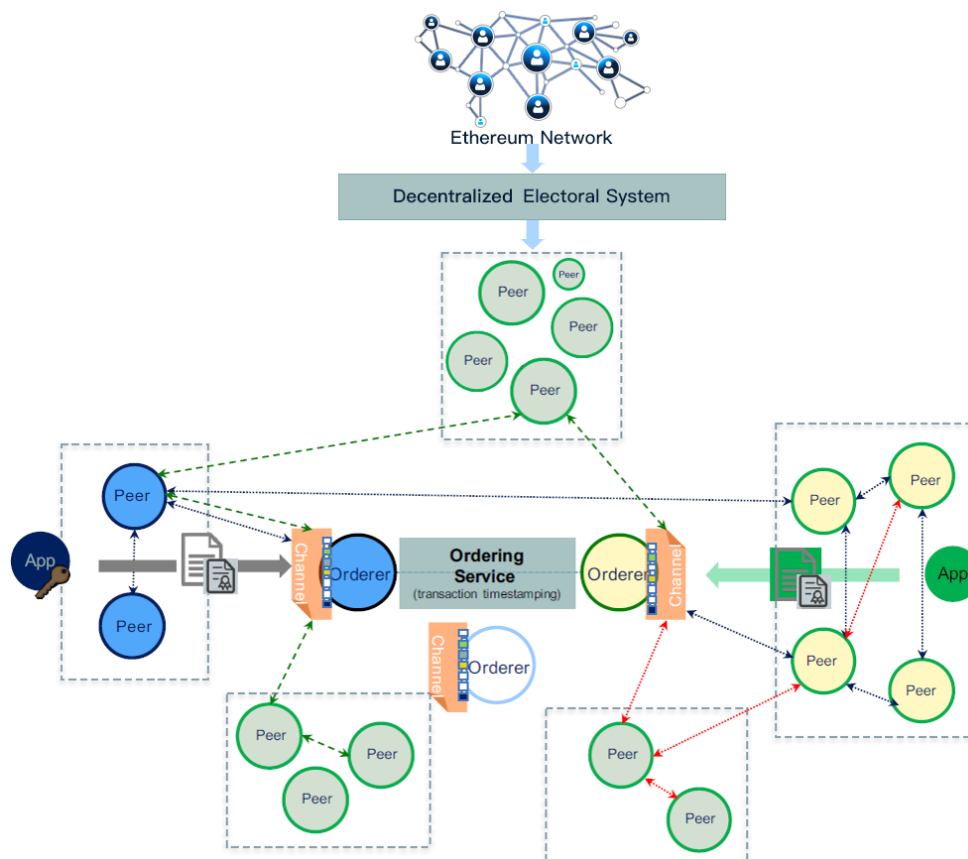 Ethereum Network
Decentralized Electoral System
Peer
Peer
Peer
Peer
Peer
Peer
Peer
Peer
App
Channel
Orderer
Ordering
Service
(transaction timestamping)
Orderer
Channel
App
Peer
Channel
Orderer
Peer
Peer
Peer
Peer
Peer
Peer
Peer
Peer